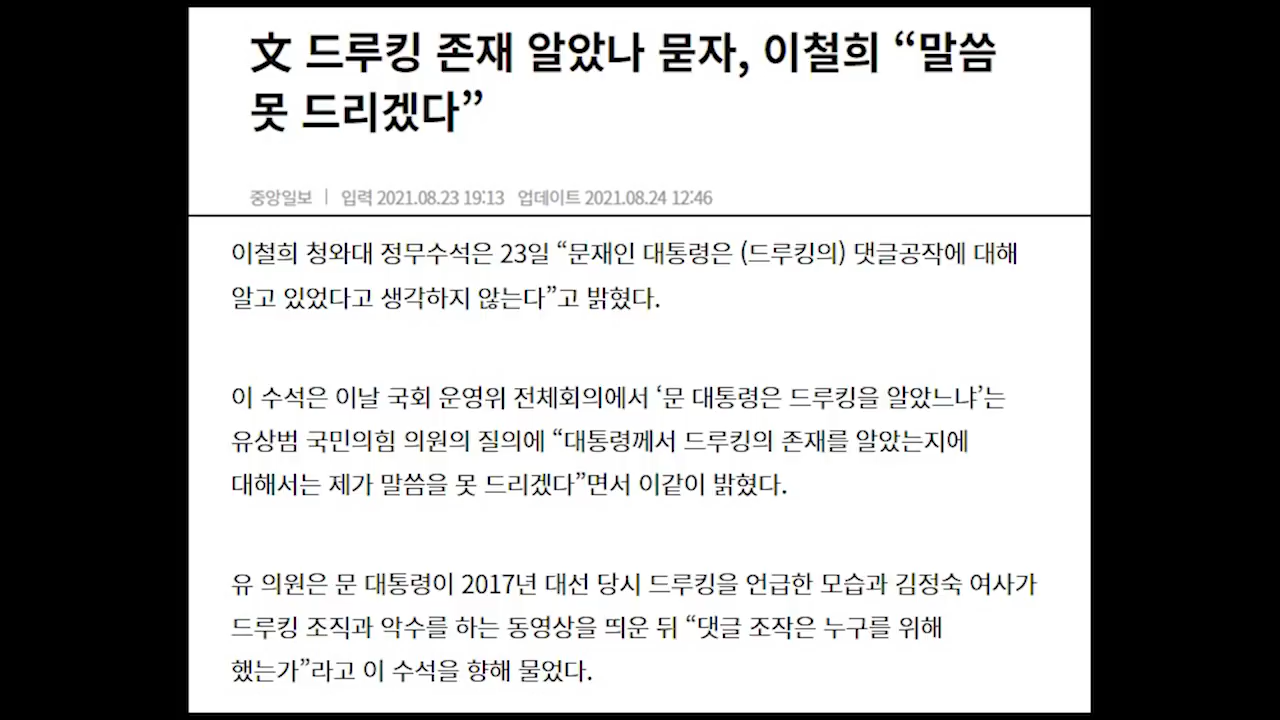 文 드루킹 존재 알았나 묻자, 이철희 “말씀
못 드리겠다”
중앙일보 | 입력 2021.08.23 19:13 업데이트 2021.08.24 12:46
이철희 청와대 정무수석은 23일 “문재인 대통령은 (드루킹의) 댓글공작에 대해
알고 있었다고 생각하지 않는다”고 밝혔다.
이 수석은 이날 국회 운영위 전체회의에서 ‘문 대통령은 드루킹을 알았느냐’는
유상범 국민의힘 의원의 질의에 “대통령께서 드루킹의 존재를 알았는지에
대해서는 제가 말씀을 못 드리겠다”면서 이같이 밝혔다.
유 의원은 문 대통령이 2017년 대선 당시 드루킹을 언급한 모습과 김정숙 여사가
드루킹 조직과 악수를 하는 동영상을 띄운 뒤 “댓글 조작은 누구를 위해
했는가”라고 이 수석을 향해 물었다.